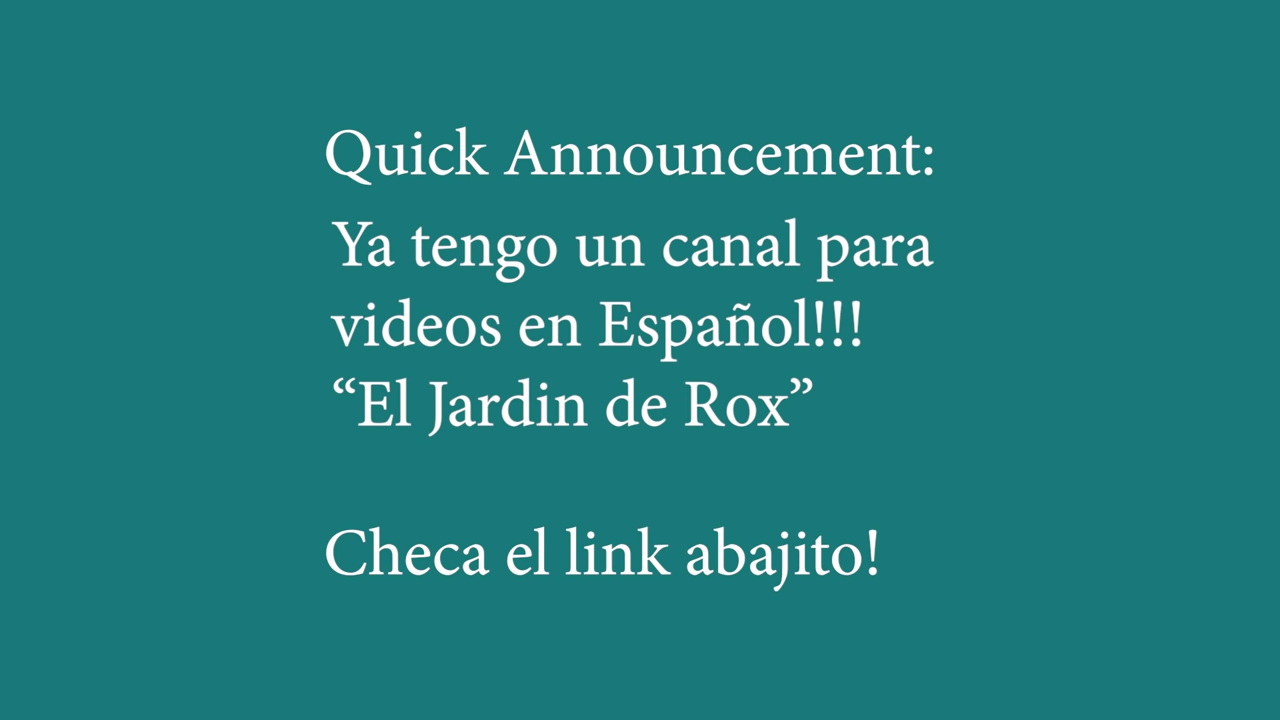 Quick Announcement:
Ya tengo un canal para
videos en Español!!!
“El Jardin de Rox”
Checa el link abajito!